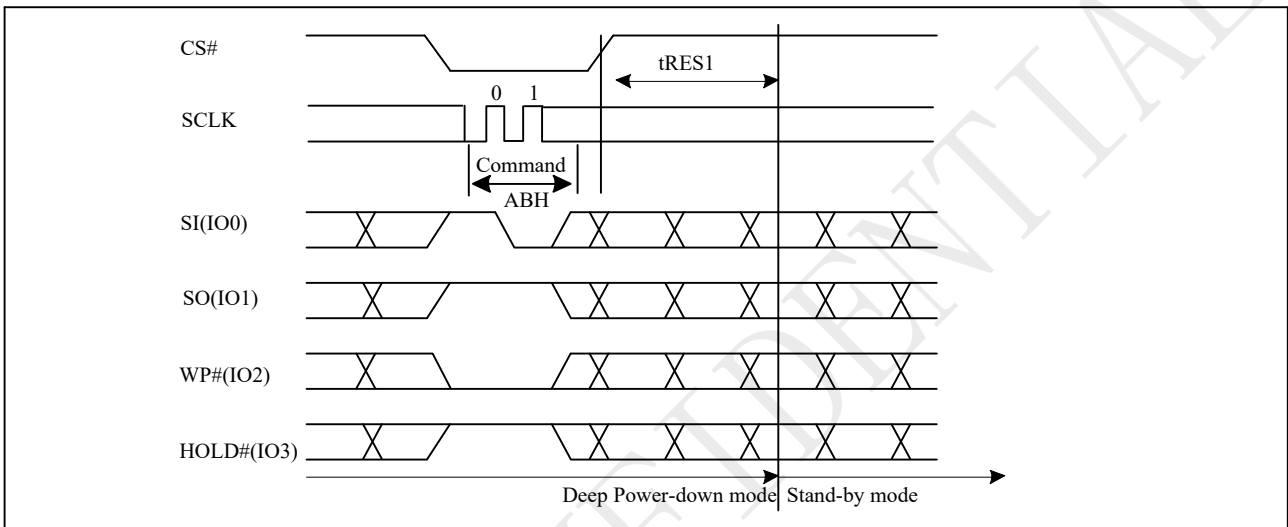 CS#
tRES1
0 1
SCLK
Command
ABH
SI(IO0)
SO(IO1)
WP#(IO2)
HOLD#(IO3)
Deep Power-down mode Stand-by mode